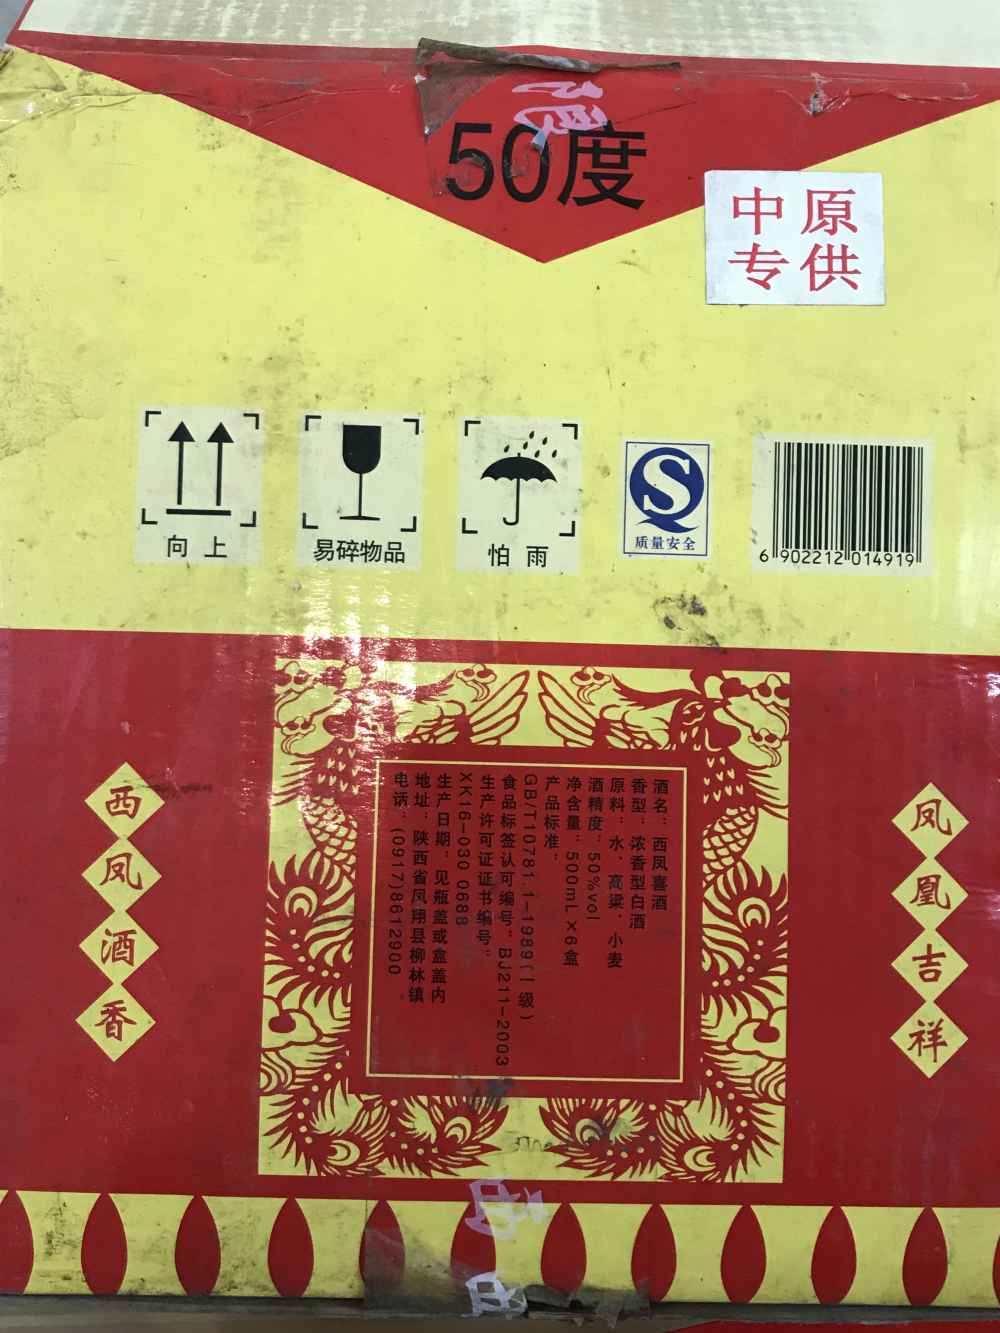 50度
中原
专供
向上
易碎物品
怕雨
质量安全
6 902212 014919
西凤酒香
凤凰吉祥
酒名：西凤喜酒
香型：浓香型白酒
原料：水、高粱、小麦
酒精度：50%vol
净含量：500mL×6盒
产品标准：
GB/T10781.1-1989(一级)
食品标签认可编号：BJ211-2003
生产许可证证书编号：
XK16-030 0688
生产日期：见瓶盖或盒盖内
地址：陕西省凤翔县柳林镇
电话：(0917)8612900